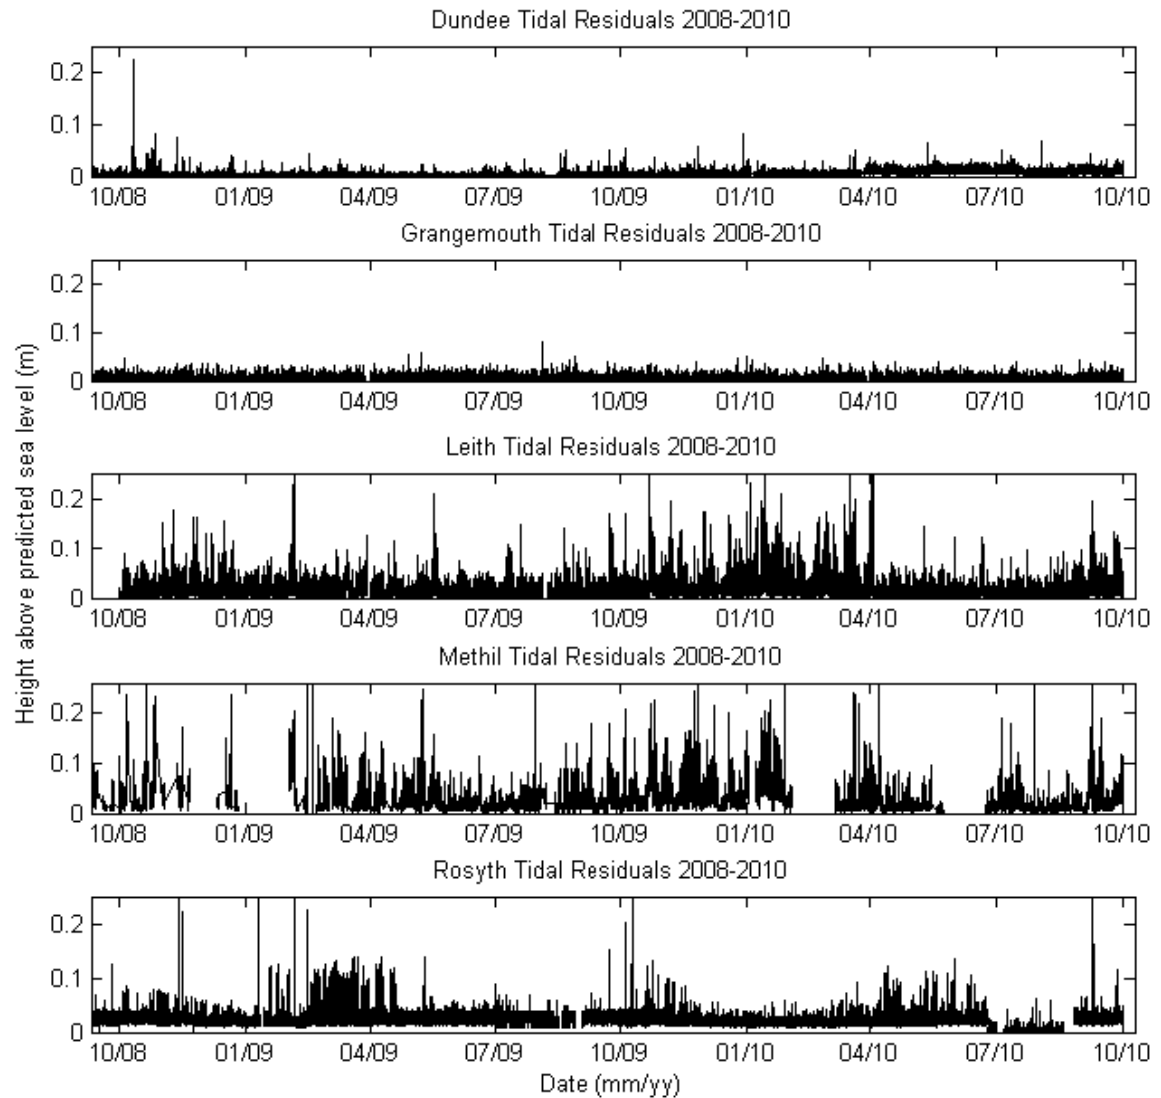 Dundee Tidal Residuals 2008-2010
0.2
0.1
0
10/08 01/09 04/09 07/09 10/09 01/10 04/10 07/10 10/10
Grangemouth Tidal Residuals 2008-2010
0.2
0.1
0
10/08 01/09 04/09 07/09 10/09 01/10 04/10 07/10 10/10
Leith Tidal Residuals 2008-2010
0.2
0.1
0
10/08 01/09 04/09 07/09 10/09 01/10 04/10 07/10 10/10
Height above predicted sea level (m)
Methil Tidal Residuals 2008-2010
0.2
0.1
0
10/08 01/09 04/09 07/09 10/09 01/10 04/10 07/10 10/10
Rosyth Tidal Residuals 2008-2010
0.2
0.1
0
10/08 01/09 04/09 07/09 10/09 01/10 04/10 07/10 10/10
Date (mm/yy)